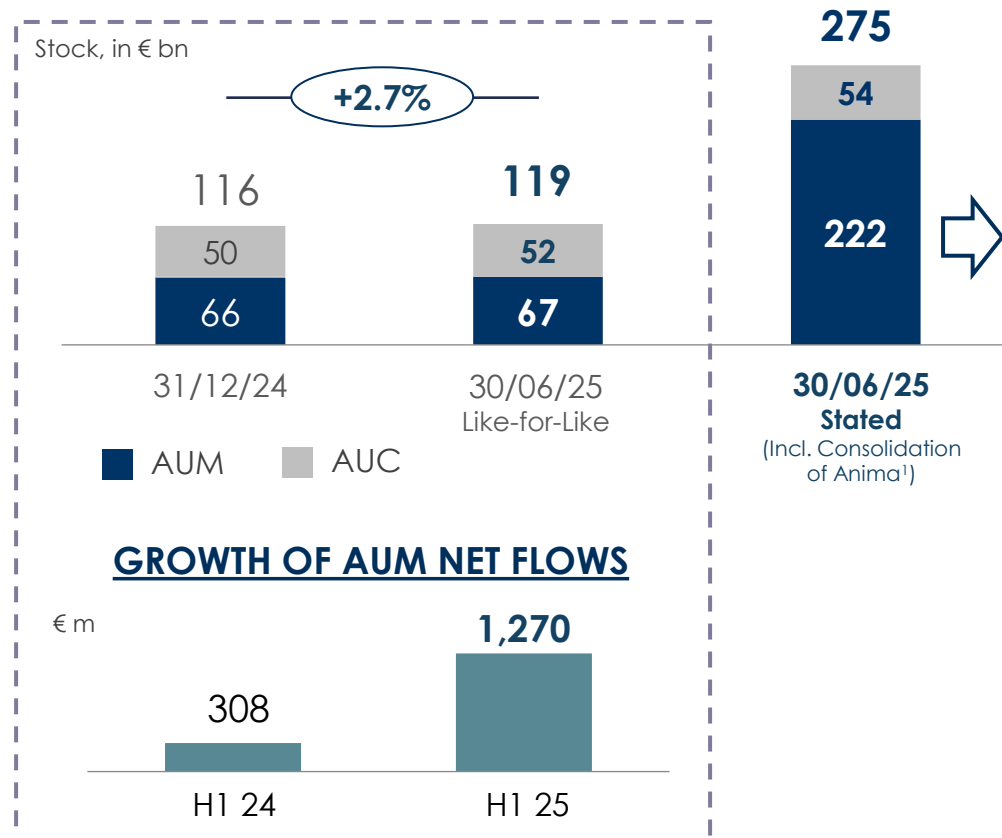 275
Stock, in € bn
+2.7%
54
116
119
50
52
222
66
67
31/12/24
30/06/25
Like-for-Like
30/06/25
Stated
(Incl. Consolidation
of Anima¹)
AUM
AUC
GROWTH OF AUM NET FLOWS
€ m
1,270
308
H1 24
H1 25